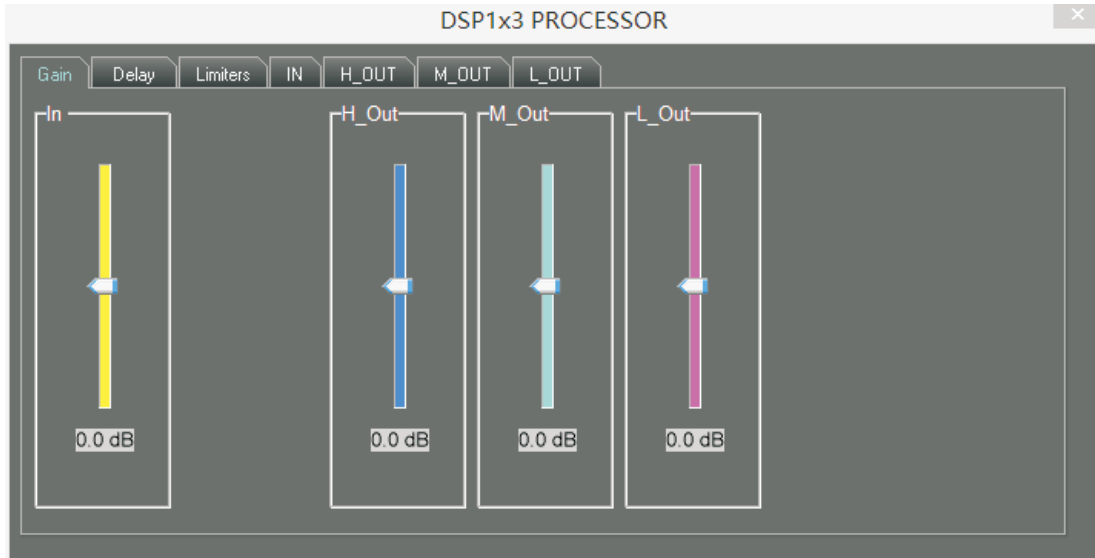 DSP1x3 PROCESSOR
Gain Delay Limiters IN H_OUT M_OUT L_OUT
In H_Out M_Out L_Out
0.0 dB 0.0 dB 0.0 dB 0.0 dB